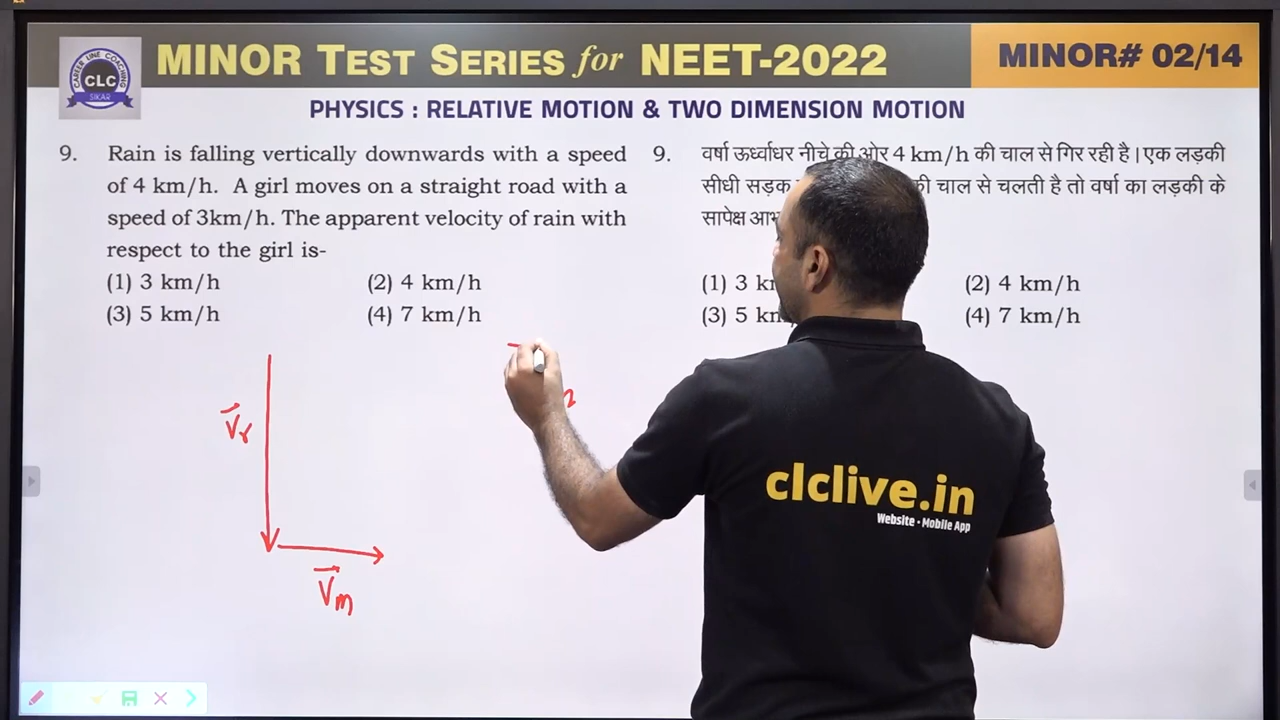 MINOR TEST SERIES for NEET-2022
MINOR# 02/14
CAREER LINE COACHING
CLC
SIKAR
PHYSICS : RELATIVE MOTION & TWO DIMENSION MOTION
9. Rain is falling vertically downwards with a speed
of 4 km/h. A girl moves on a straight road with a
speed of 3km/h. The apparent velocity of rain with
respect to the girl is-
(1) 3 km/h (2) 4 km/h
(3) 5 km/h (4) 7 km/h
9. वर्षा ऊर्ध्वाधर नीचे की ओर 4 km/h की चाल से गिर रही है। एक लड़की
सीधी सड़क की चाल से चलती है तो वर्षा का लड़की के
सापेक्ष
(1) 3 (2) 4 km/h
(3) 5 (4) 7 km/h
V⃗r
V⃗m
clclive.in
Website • Mobile App